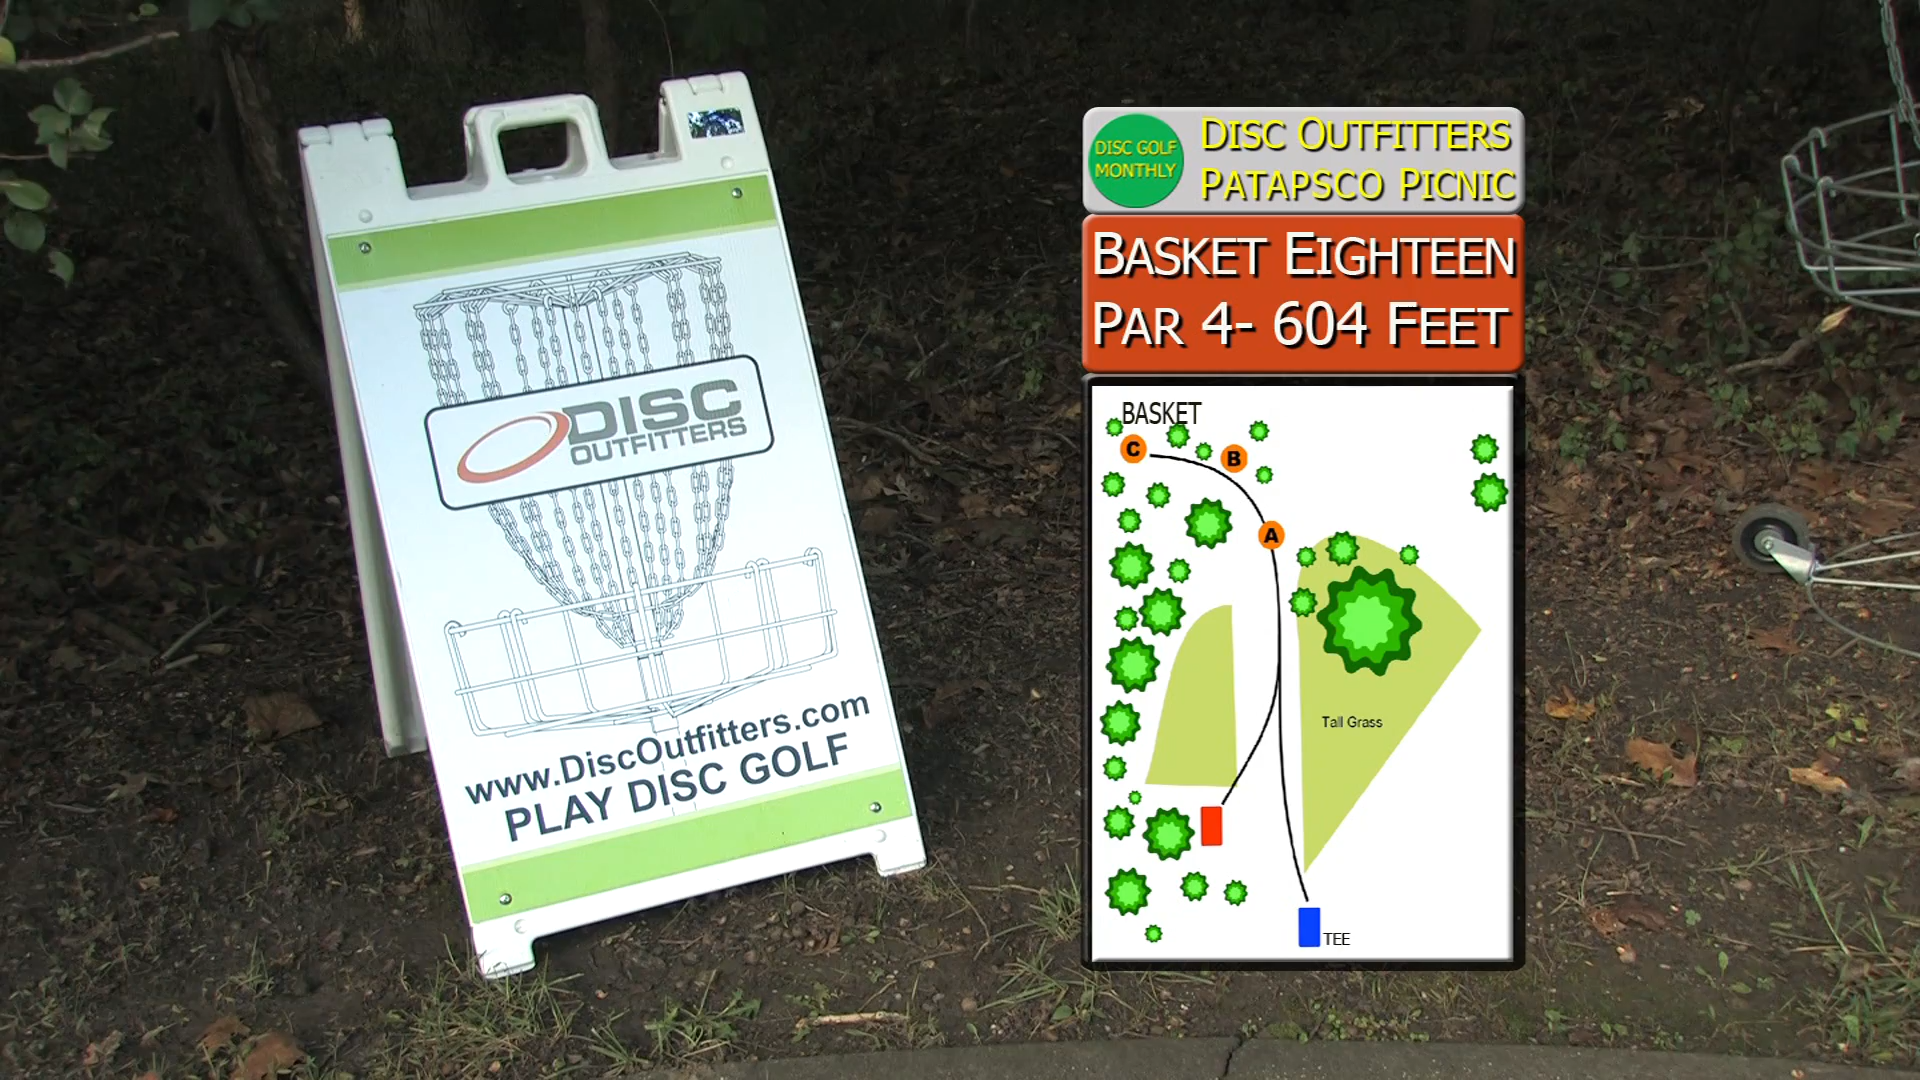 DISC
OUTFITTERS
www.DiscOutfitters.com
PLAY DISC GOLF
DISC GOLF
MONTHLY
DISC OUTFITTERS
PATAPSCO PICNIC
BASKET EIGHTEEN
PAR 4- 604 FEET
BASKET
C
B
A
Tall Grass
TEE